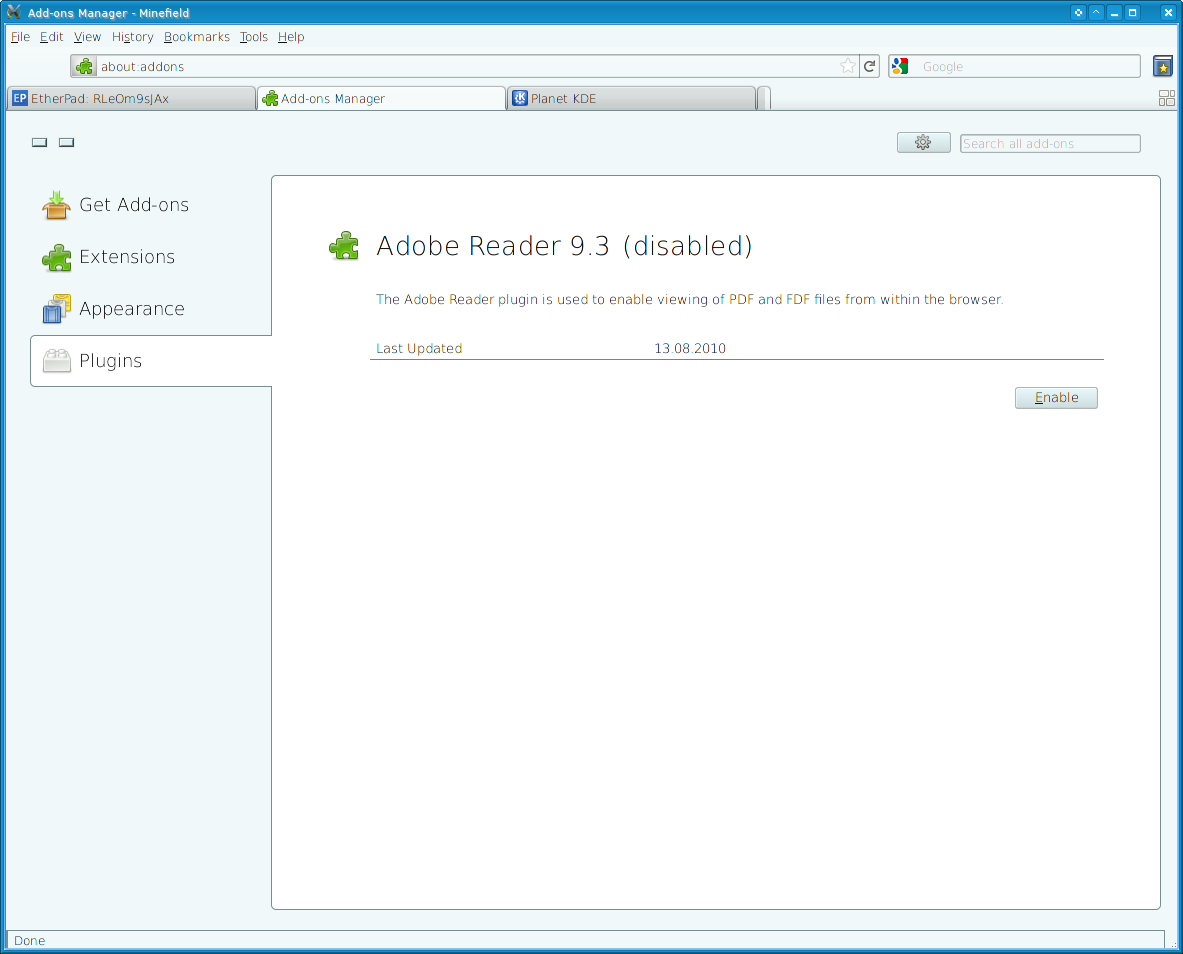 Add-ons Manager - Minefield
File Edit View History Bookmarks Tools Help
about:addons
Google
EP EtherPad: RLeOm9sJAx
Add-ons Manager
Planet KDE
Search all add-ons
Get Add-ons
Extensions
Appearance
Plugins
Adobe Reader 9.3 (disabled)
The Adobe Reader plugin is used to enable viewing of PDF and FDF files from within the browser.
Last Updated 13.08.2010
Enable
Done